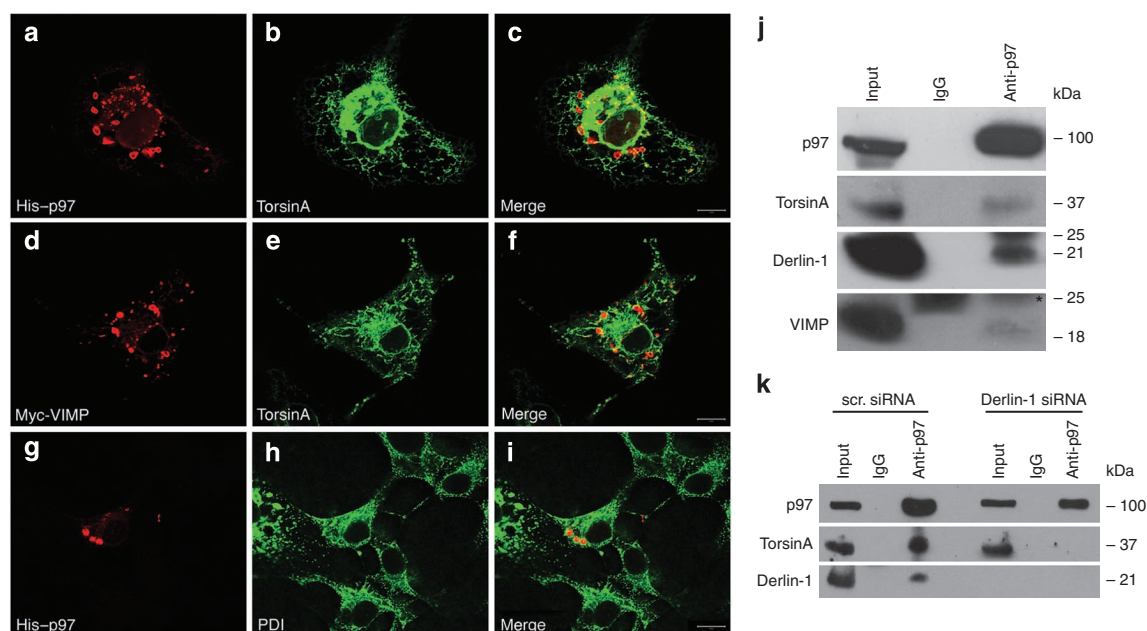 a
b
c
His–p97
TorsinA
Merge
d
e
f
Myc-VIMP
TorsinA
Merge
g
h
i
His–p97
PDI
Merge
j
Input
IgG
Anti-p97
kDa
p97
– 100
TorsinA
– 37
Derlin-1
– 25
– 21
VIMP
*
– 25
– 18
k
scr. siRNA
Derlin-1 siRNA
Input
IgG
Anti-p97
Input
IgG
Anti-p97
kDa
p97
– 100
TorsinA
– 37
Derlin-1
– 21